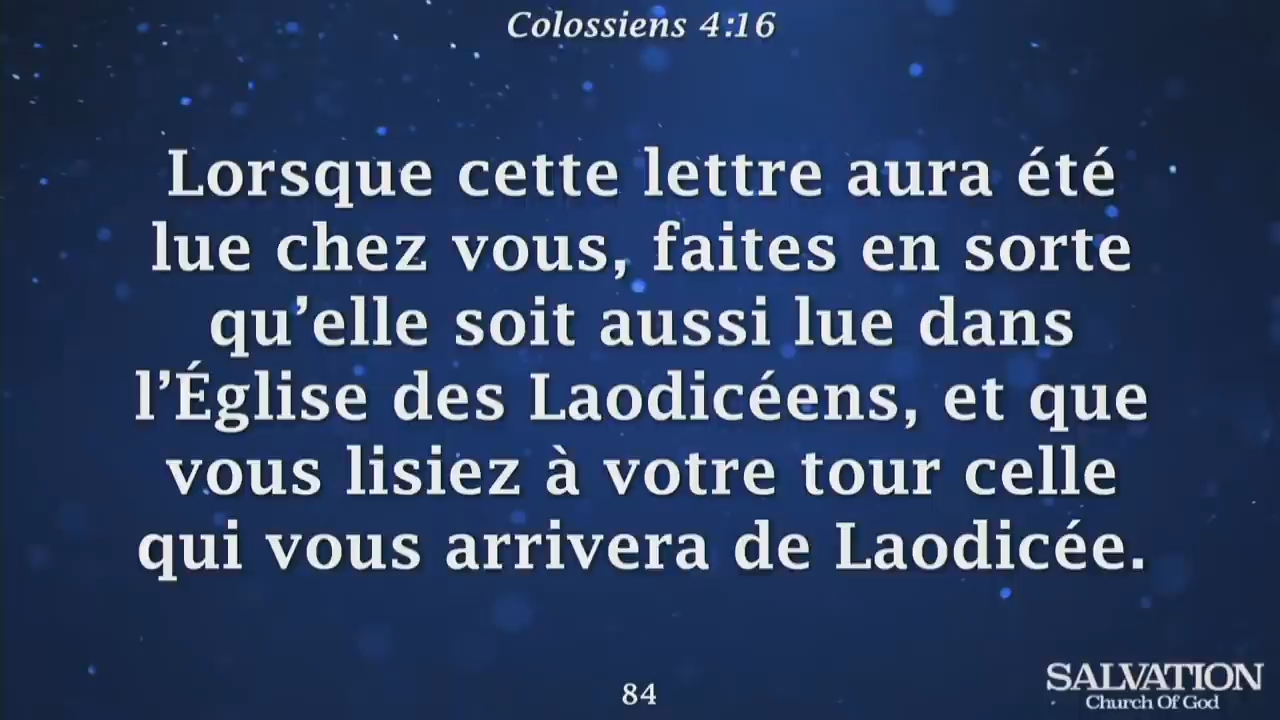 Colossiens 4:16
Lorsque cette lettre aura été
lue chez vous, faites en sorte
qu’elle soit aussi lue dans
l’Église des Laodicéens, et que
vous lisiez à votre tour celle
qui vous arrivera de Laodicée.
84
SALVATION
Church Of God